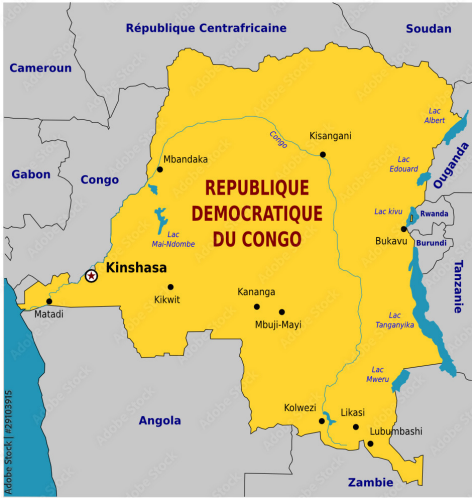 République Centrafricaine
Soudan
Cameroun
Lac
Albert
Ouganda
Congo
Kisangani
Mbandaka
Lac
Edouard
Gabon
Congo
REPUBLIQUE
DEMOCRATIQUE
DU CONGO
Lac kivu
Rwanda
Lac
Mai-Ndombe
Bukavu
Burundi
Kinshasa
Tanzanie
Kikwit
Kananga
Matadi
Mbuji-Mayi
Lac
Tanganyika
Lac
Mweru
Kolwezi
Likasi
Angola
Lubumbashi
Zambie
Adobe Stock | #29103915